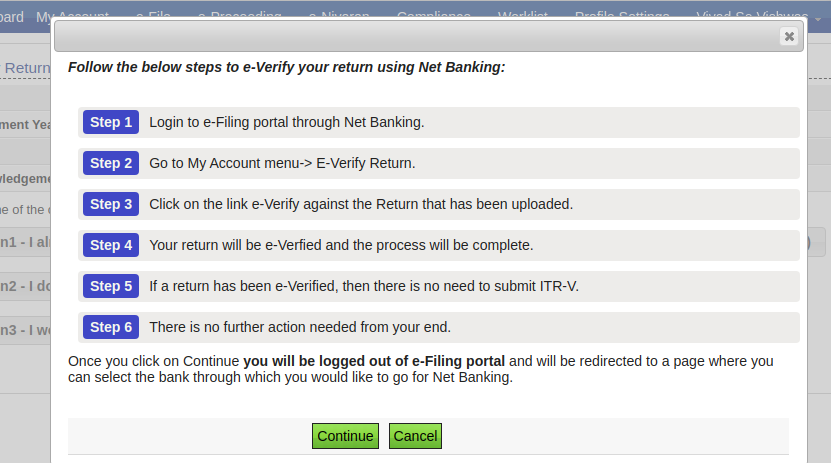 oard My Account e-File e-Proceeding e-Nivaran Compliance Worklist Profile Settings
Follow the below steps to e-Verify your return using Net Banking:
Return
Step 1 Login to e-Filing portal through Net Banking.
ment Yea
Step 2 Go to My Account menu-> E-Verify Return.
vledgeme
Step 3 Click on the link e-Verify against the Return that has been uploaded.
e of the
Step 4 Your return will be e-Verfied and the process will be complete.
n1 - I al
Step 5 If a return has been e-Verified, then there is no need to submit ITR-V.
n2 - I do
Step 6 There is no further action needed from your end.
n3 - I we
Once you click on Continue you will be logged out of e-Filing portal and will be redirected to a page where you
can select the bank through which you would like to go for Net Banking.
Continue Cancel